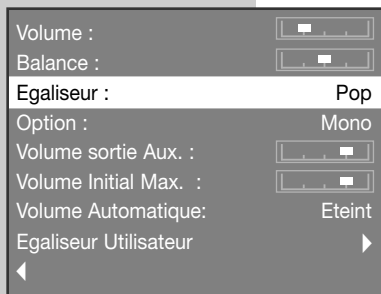 Volume :
Balance :
Egaliseur : Pop
Option : Mono
Volume sortie Aux. :
Volume Initial Max. :
Volume Automatique: Eteint
Egaliseur Utilisateur